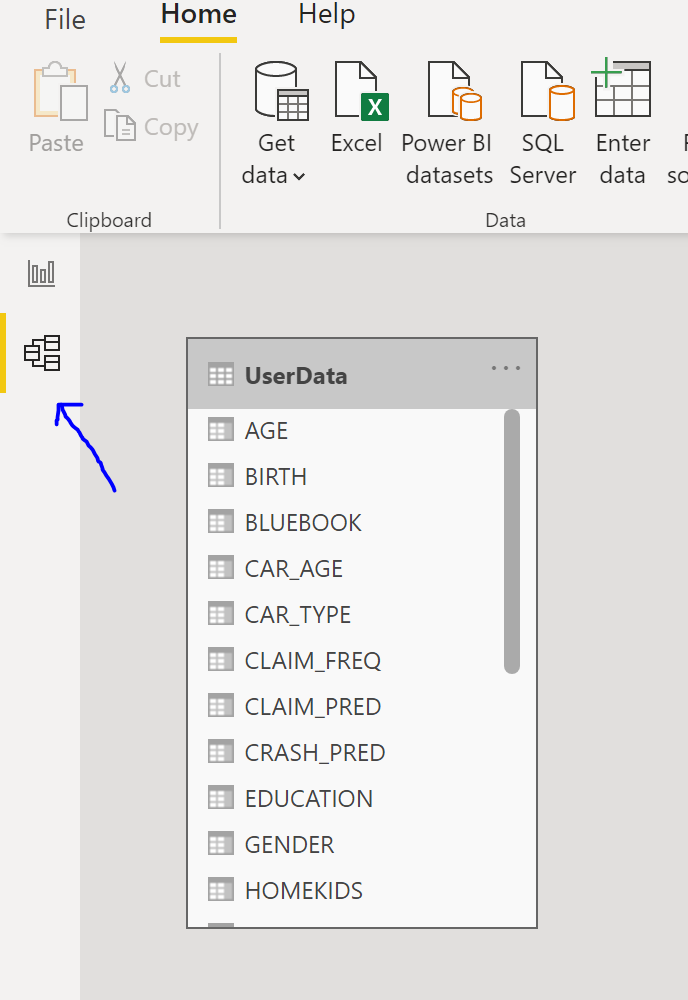 File Home Help
Cut
Copy
Paste
Get data
Excel
Power BI datasets
SQL Server
Enter data
Clipboard
Data
UserData
AGE
BIRTH
BLUEBOOK
CAR_AGE
CAR_TYPE
CLAIM_FREQ
CLAIM_PRED
CRASH_PRED
EDUCATION
GENDER
HOMEKIDS